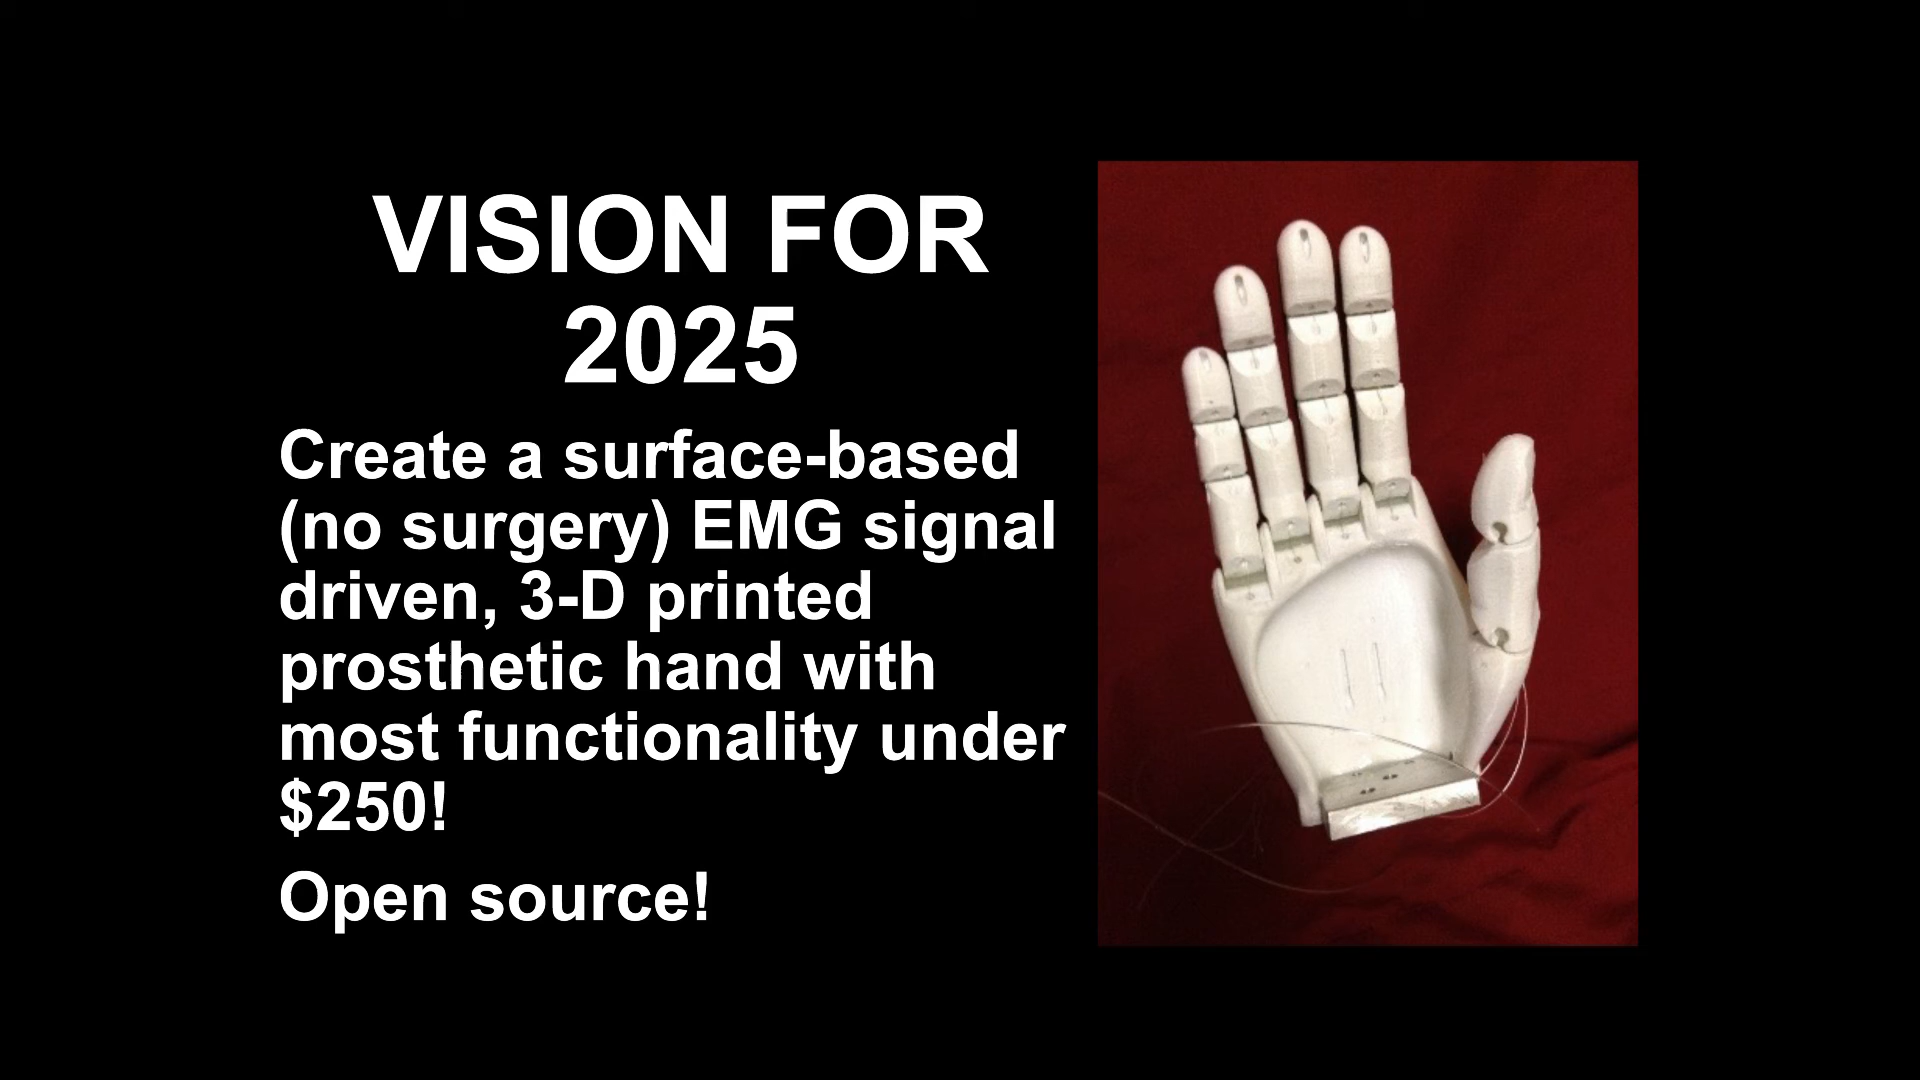 VISION FOR
2025
Create a surface-based
(no surgery) EMG signal
driven, 3-D printed
prosthetic hand with
most functionality under
$250!
Open source!